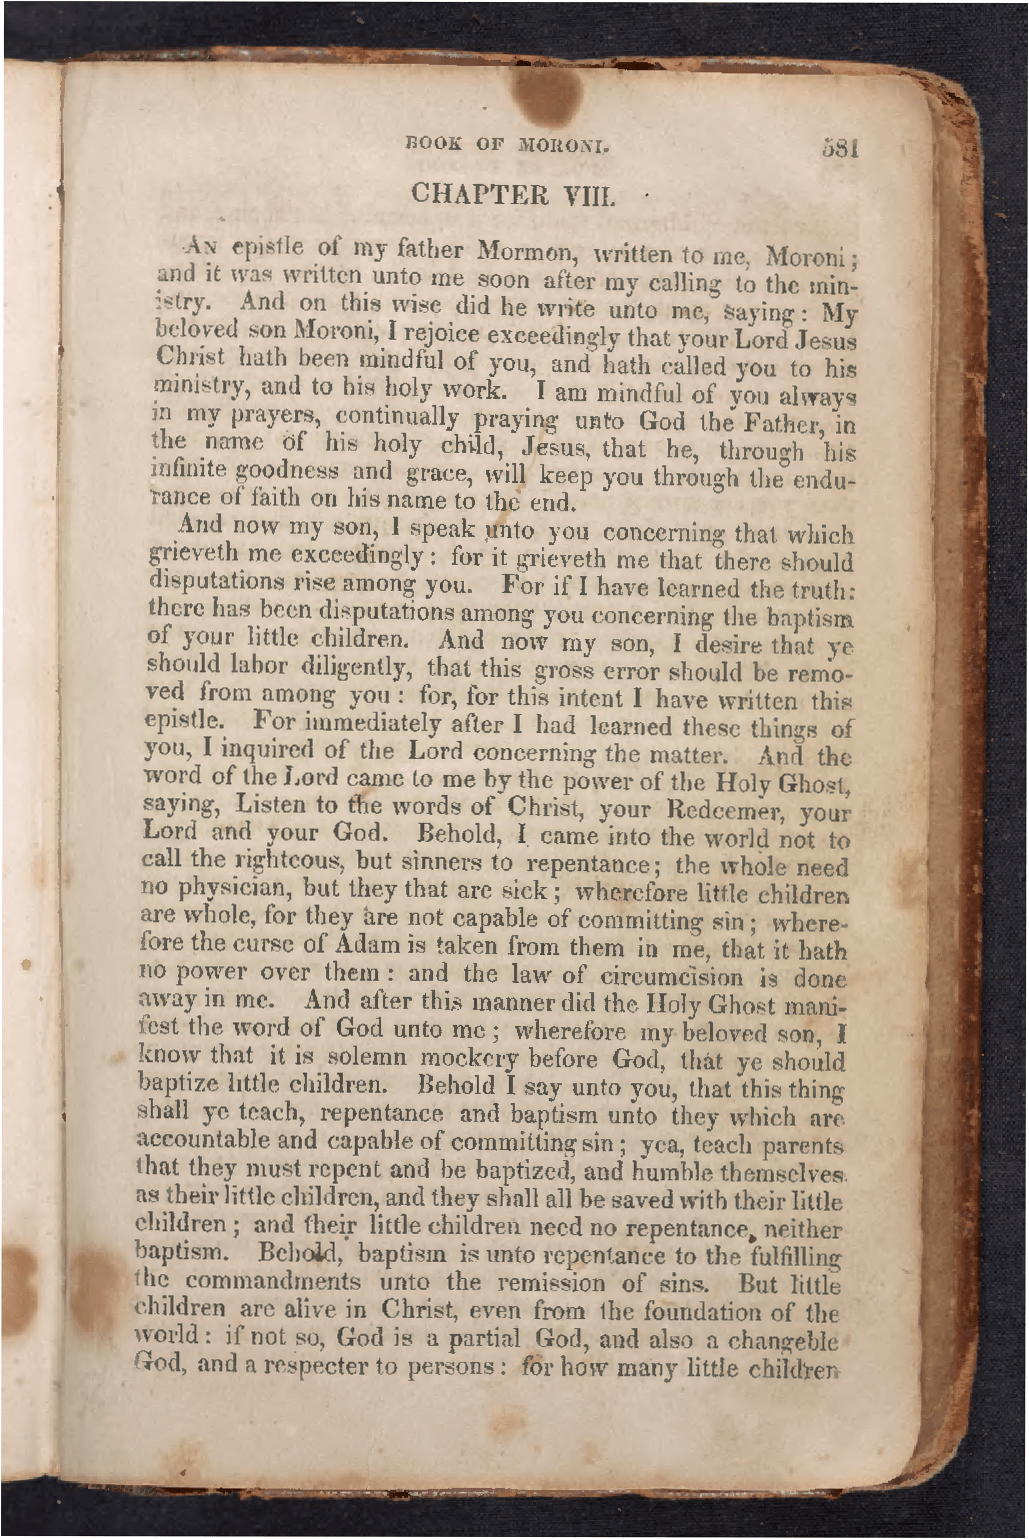 BOOK OF MORONI. 581
CHAPTER VIII.
AN epistle of my father Mormon, written to me, Moroni;
and it was written unto me soon after my calling to the min-
istry. And on this wise did he write unto me, saying: My
beloved son Moroni, I rejoice exceedingly that your Lord Jesus
Christ hath been mindful of you, and hath called you to his
ministry, and to his holy work. I am mindful of you always
in my prayers, continually praying unto God the Father, in
the name of his holy child, Jesus, that he, through his
infinite goodness and grace, will keep you through the endu-
rance of faith on his name to the end.
And now my son, I speak unto you concerning that which
grieveth me exceedingly: for it grieveth me that there should
disputations rise among you. For if I have learned the truth:
there has been disputations among you concerning the baptism
of your little children. And now my son, I desire that ye
should labor diligently, that this gross error should be remo-
ved from among you: for, for this intent I have written this
epistle. For immediately after I had learned these things of
you, I inquired of the Lord concerning the matter. And the
word of the Lord came to me by the power of the Holy Ghost,
saying, Listen to the words of Christ, your Redeemer, your
Lord and your God. Behold, I came into the world not to
call the righteous, but sinners to repentance; the whole need
no physician, but they that are sick; wherefore little children
are whole, for they are not capable of committing sin; where-
fore the curse of Adam is taken from them in me, that it hath
no power over them: and the law of circumcision is done
away in me. And after this manner did the Holy Ghost mani-
fest the word of God unto me; wherefore my beloved son, I
know that it is solemn mockery before God, that ye should
baptize little children. Behold I say unto you, that this thing
shall ye teach, repentance and baptism unto they which are
accountable and capable of committing sin; yea, teach parents
that they must repent and be baptized, and humble themselves
as their little children, and they shall all be saved with their little
children; and their little children need no repentance, neither
baptism. Behold, baptism is unto repentance to the fulfilling
the commandments unto the remission of sins. But little
children are alive in Christ, even from the foundation of the
world: if not so, God is a partial God, and also a changeble
God, and a respecter to persons: for how many little children